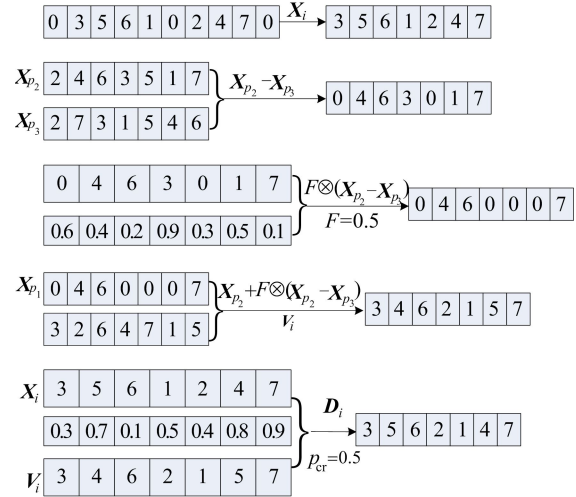 0 3 5 6 1 0 2 4 7 0 X_i 3 5 6 1 2 4 7
X_{p_2} 2 4 6 3 5 1 7 X_{p_2}-X_{p_3} 0 4 6 3 0 1 7
X_{p_3} 2 7 3 1 5 4 6
0 4 6 3 0 1 7 F⊗(X_{p_2}-X_{p_3}) 0 4 6 0 0 0 7
0.6 0.4 0.2 0.9 0.3 0.5 0.1 F=0.5
X_{p_1} 0 4 6 0 0 0 7 X_{p_2}+F⊗(X_{p_2}-X_{p_3}) 3 4 6 2 1 5 7
3 2 6 4 7 1 5 V_i
X_i 3 5 6 1 2 4 7 D_i
0.3 0.7 0.1 0.5 0.4 0.8 0.9 p_{cr}=0.5 3 5 6 2 1 4 7
V_i 3 4 6 2 1 5 7